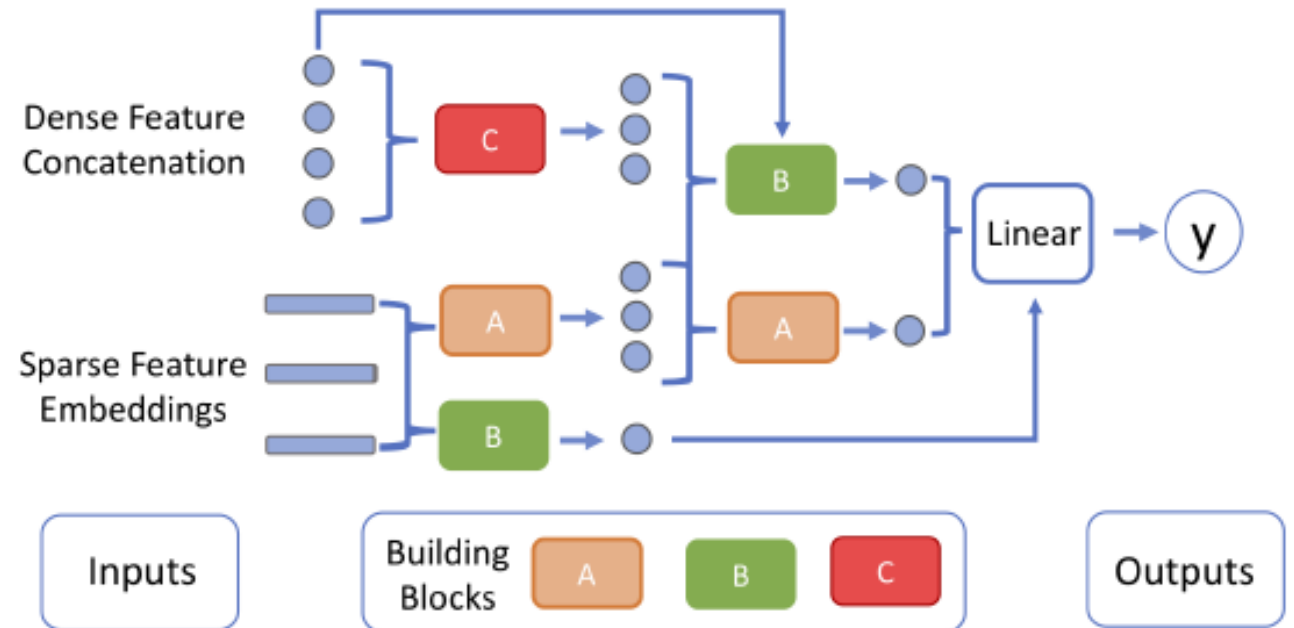 Dense Feature
Concatenation
C
B
Linear
y
A
A
Sparse Feature
Embeddings
B
Inputs
Building
Blocks
A
B
C
Outputs